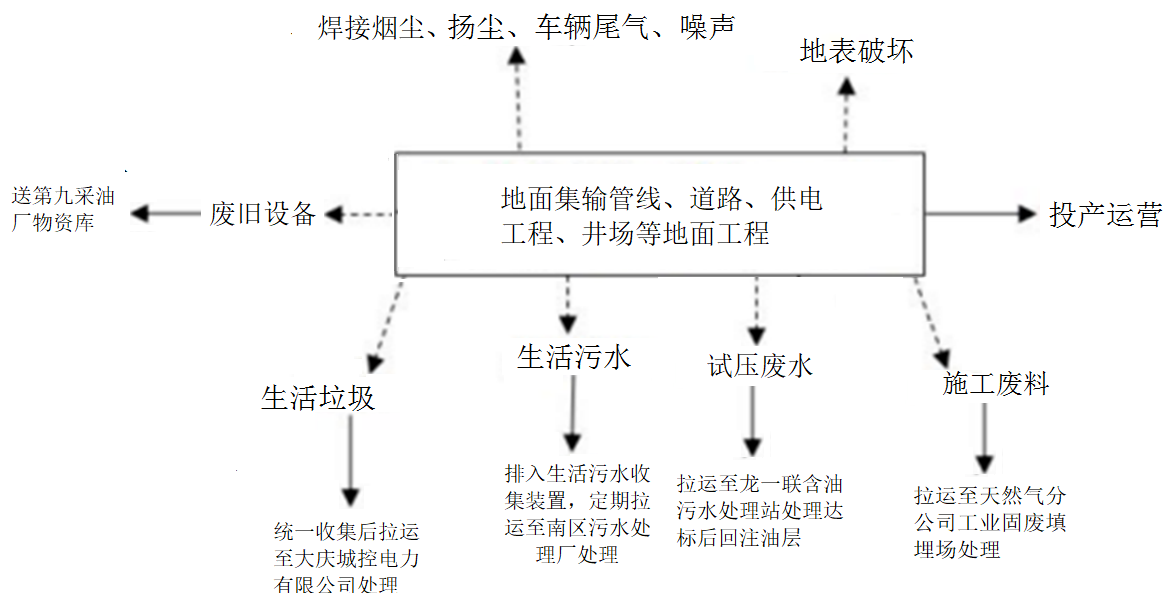 焊接烟尘、扬尘、车辆尾气、噪声
地表破坏
送第九采油
厂物资库
废旧设备
地面集输管线、道路、供电
工程、井场等地面工程
投产运营
生活垃圾
生活污水
试压废水
施工废料
统一收集后拉运
至大庆城控电力
有限公司处理
排入生活污水收
集装置，定期拉
运至南区污水处
理厂处理
拉运至龙一联含油
污水处理站处理达
标后回注油层
拉运至天然气分
公司工业固废填
埋场处理